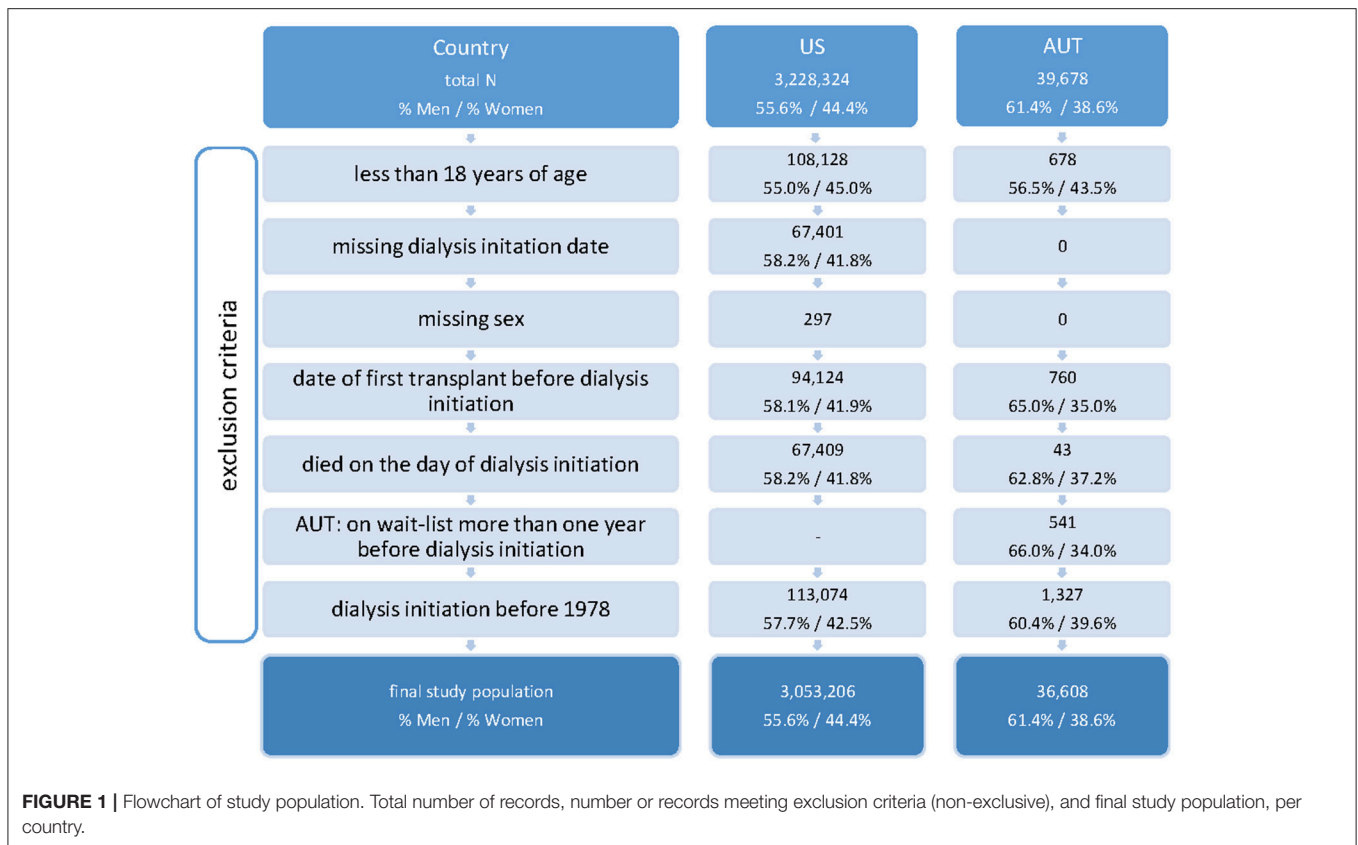 Country
total N
% Men / % Women
US
3,228,324
55.6% / 44.4%
AUT
39,678
61.4% / 38.6%
exclusion criteria
less than 18 years of age
108,128
55.0% / 45.0%
678
56.5% / 43.5%
missing dialysis initation date
67,401
58.2% / 41.8%
0
missing sex
297
0
date of first transplant before dialysis
initiation
94,124
58.1% / 41.9%
760
65.0% / 35.0%
died on the day of dialysis initiation
67,409
58.2% / 41.8%
43
62.8% / 37.2%
AUT: on wait-list more than one year
before dialysis initiation
-
541
66.0% / 34.0%
dialysis initiation before 1978
113,074
57.7% / 42.5%
1,327
60.4% / 39.6%
final study population
% Men / % Women
3,053,206
55.6% / 44.4%
36,608
61.4% / 38.6%
FIGURE 1 | Flowchart of study population. Total number of records, number or records meeting exclusion criteria (non-exclusive), and final study population, per
country.